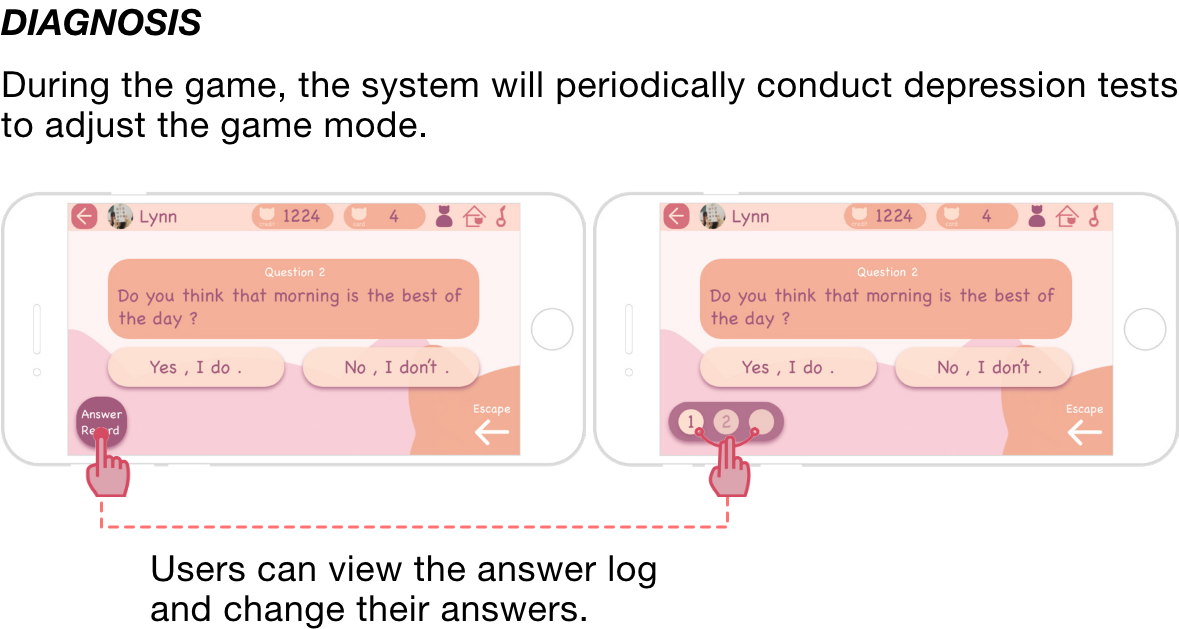 DIAGNOSIS
During the game, the system will periodically conduct depression tests
to adjust the game mode.
Lynn
1224
credit
4
card
Question 2
Do you think that morning is the best of
the day ?
Yes , I do .
No , I don't .
Answer
Escape
Lynn
1224
credit
4
card
Question 2
Do you think that morning is the best of
the day ?
Yes , I do .
No , I don't .
1 2
Escape
Users can view the answer log
and change their answers.